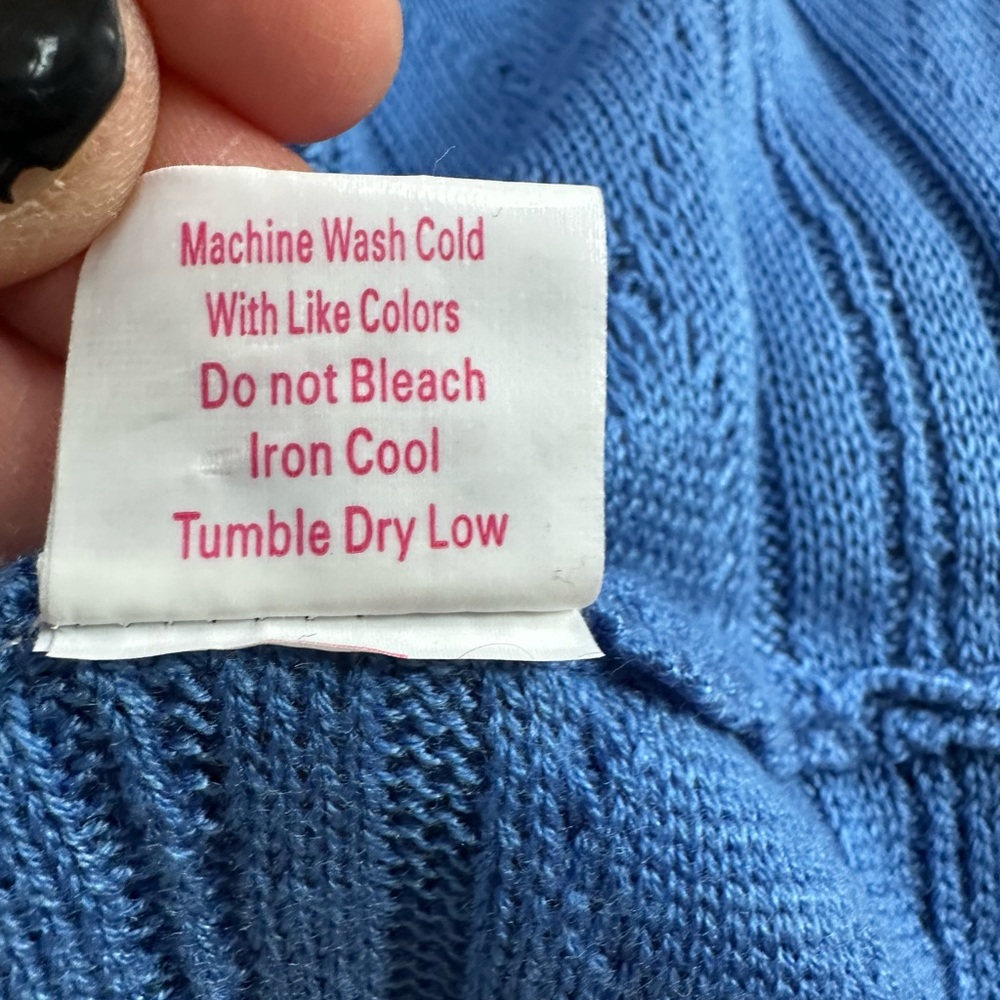 Machine Wash Cold
With Like Colors
Do not Bleach
Iron Cool
Tumble Dry Low